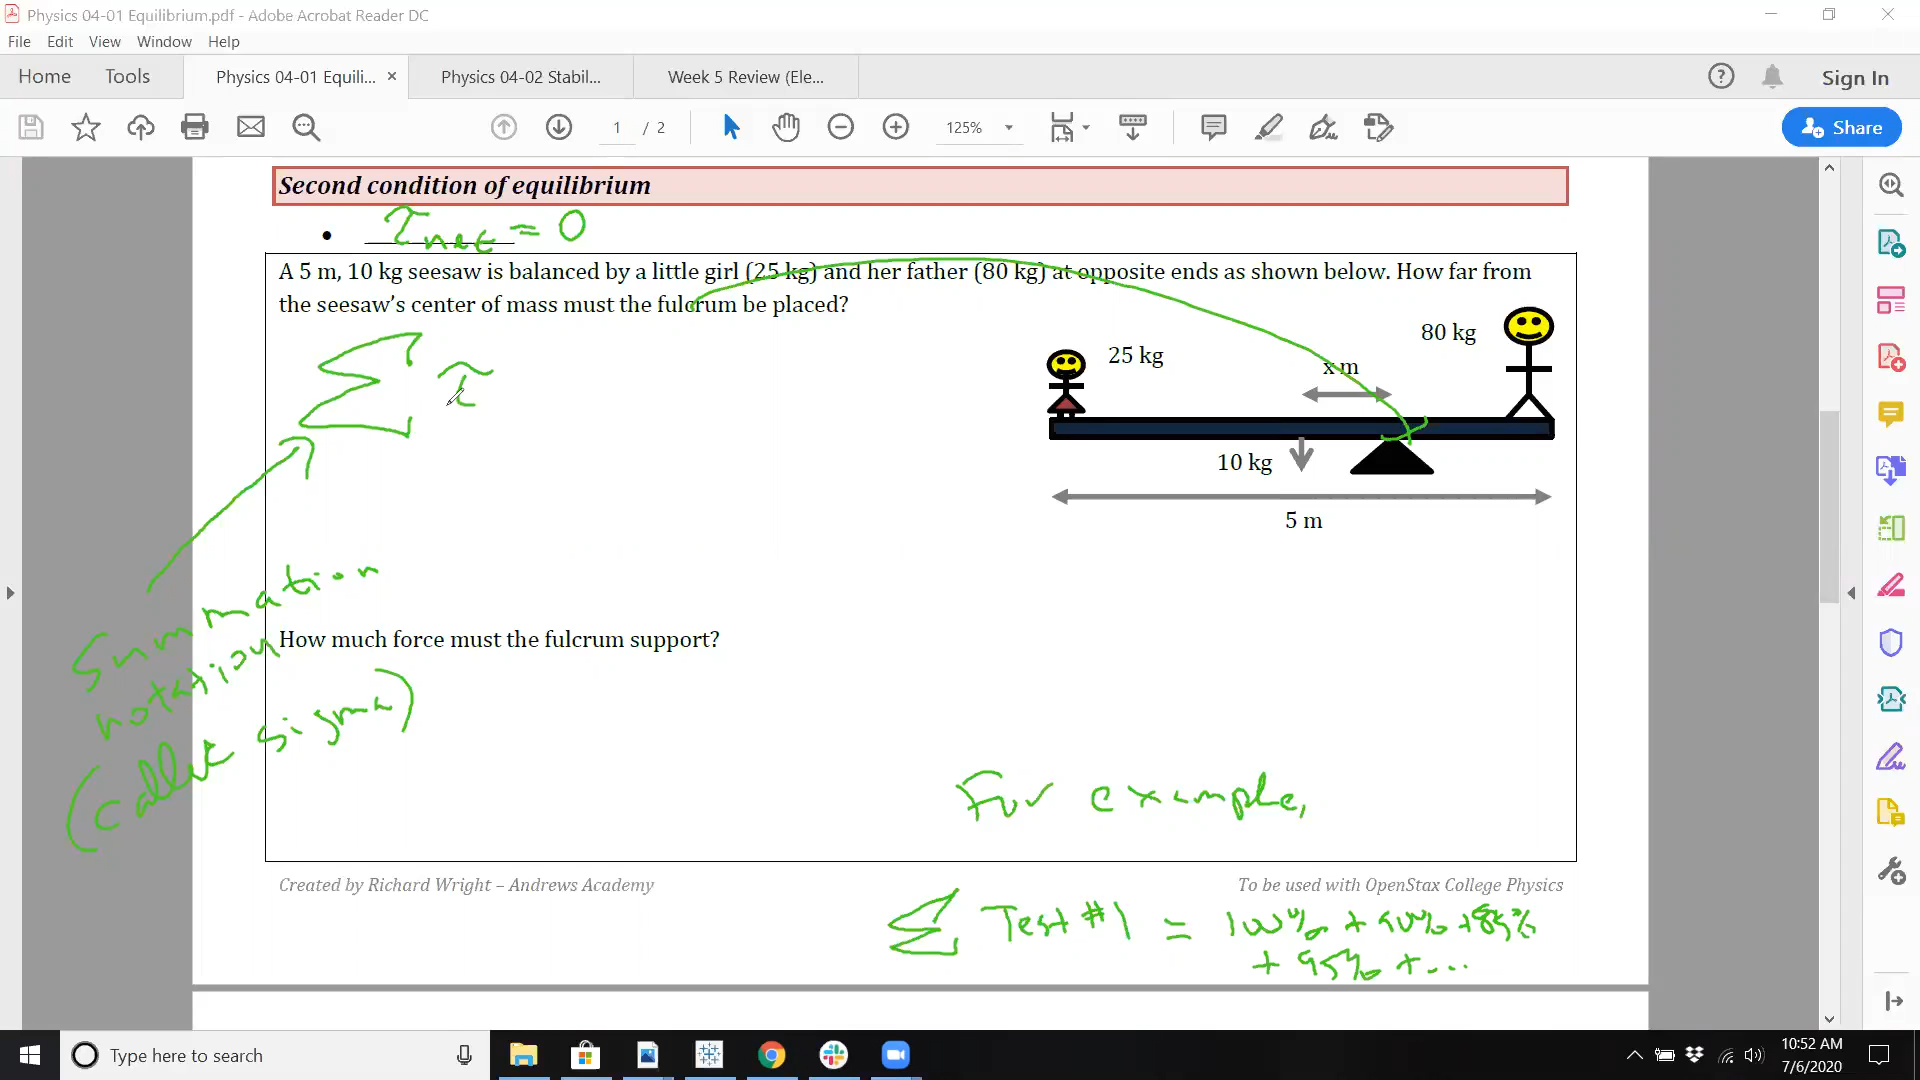 Physics 04-01 Equilibrium.pdf - Adobe Acrobat Reader DC
File Edit View Window Help
Home Tools Physics 04-01 Equili... × Physics 04-02 Stabil... Week 5 Review (Ele... Sign In
1 / 2 125% Share
Second condition of equilibrium
• τnet = 0
A 5 m, 10 kg seesaw is balanced by a little girl (25 kg) and her father (80 kg) at opposite ends as shown below. How far from
the seesaw's center of mass must the fulcrum be placed?
80 kg
25 kg
x m
Σ τ
10 kg
5 m
Summation
notation
(called sigma)
How much force must the fulcrum support?
For example,
Created by Richard Wright – Andrews Academy To be used with OpenStax College Physics
Σ Test #1 = 100% + 90% + 85%
+ 95% + ...
Type here to search
10:52 AM
7/6/2020